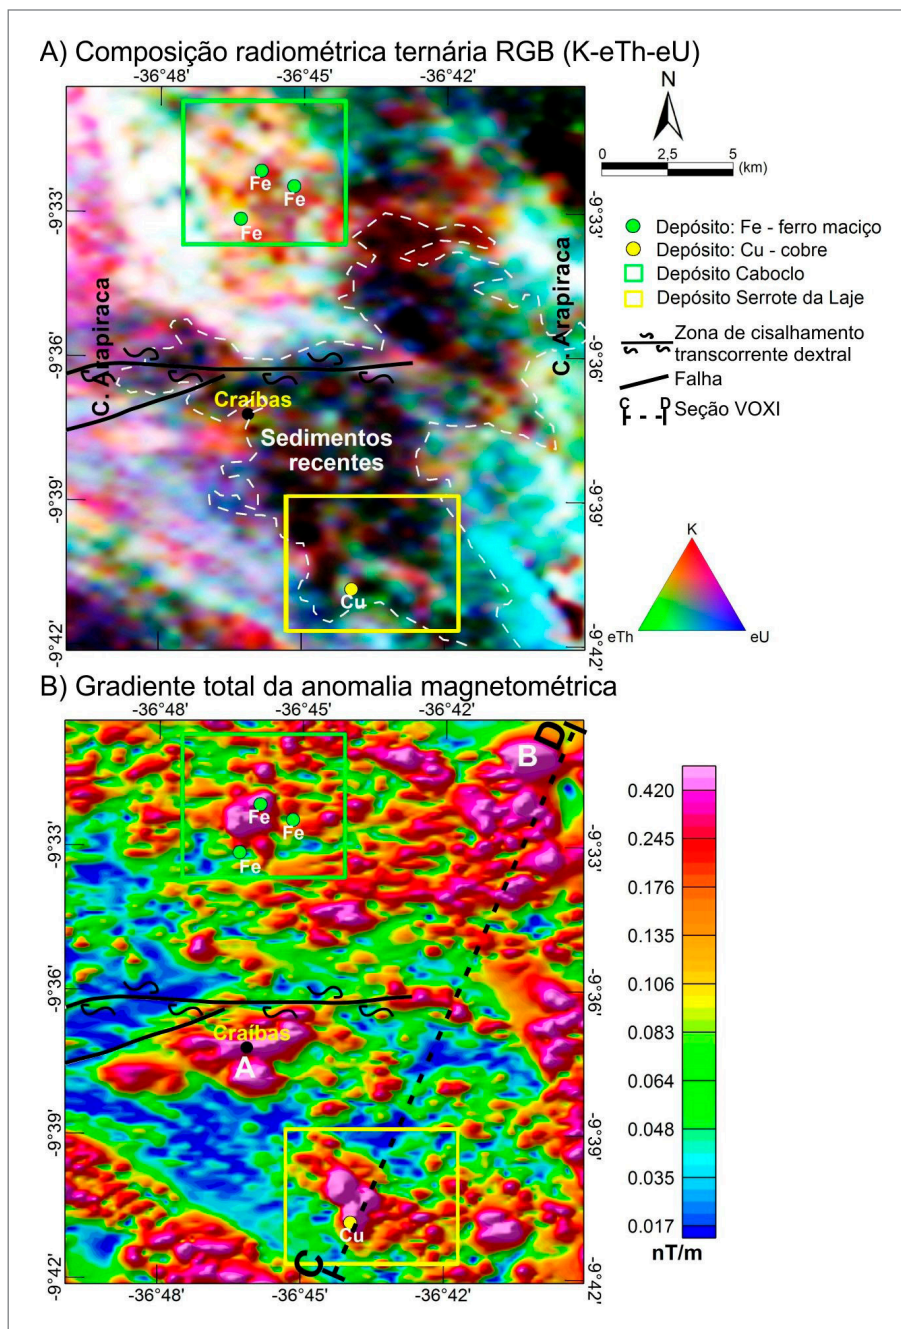 A) Composição radiométrica ternária RGB (K-eTh-eU)
-36°48' -36°45' -36°42'
N
0 2,5 5
(km)
Fe
Fe
Fe
-9°33' -9°33'
C. Arapiraca
C. Arapiraca
-9°36' -9°36'
Craíbas
Sedimentos
recentes
-9°39' -9°39'
Cu
-9°42' -9°42'
Depósito: Fe - ferro maciço
Depósito: Cu - cobre
Depósito Caboclo
Depósito Serrote da Laje
Zona de cisalhamento
transcorrente dextral
Falha
C D
Seção VOXI
K
eTh eU
B) Gradiente total da anomalia magnetométrica
-36°48' -36°45' -36°42'
D
B
Fe
Fe
Fe
-9°33' -9°33'
-9°36' -9°36'
Craíbas
A
-9°39' -9°39'
Cu
C
-9°42' -9°42'
-36°48' -36°45' -36°42'
0.420
0.245
0.176
0.135
0.106
0.083
0.064
0.048
0.035
0.017
nT/m